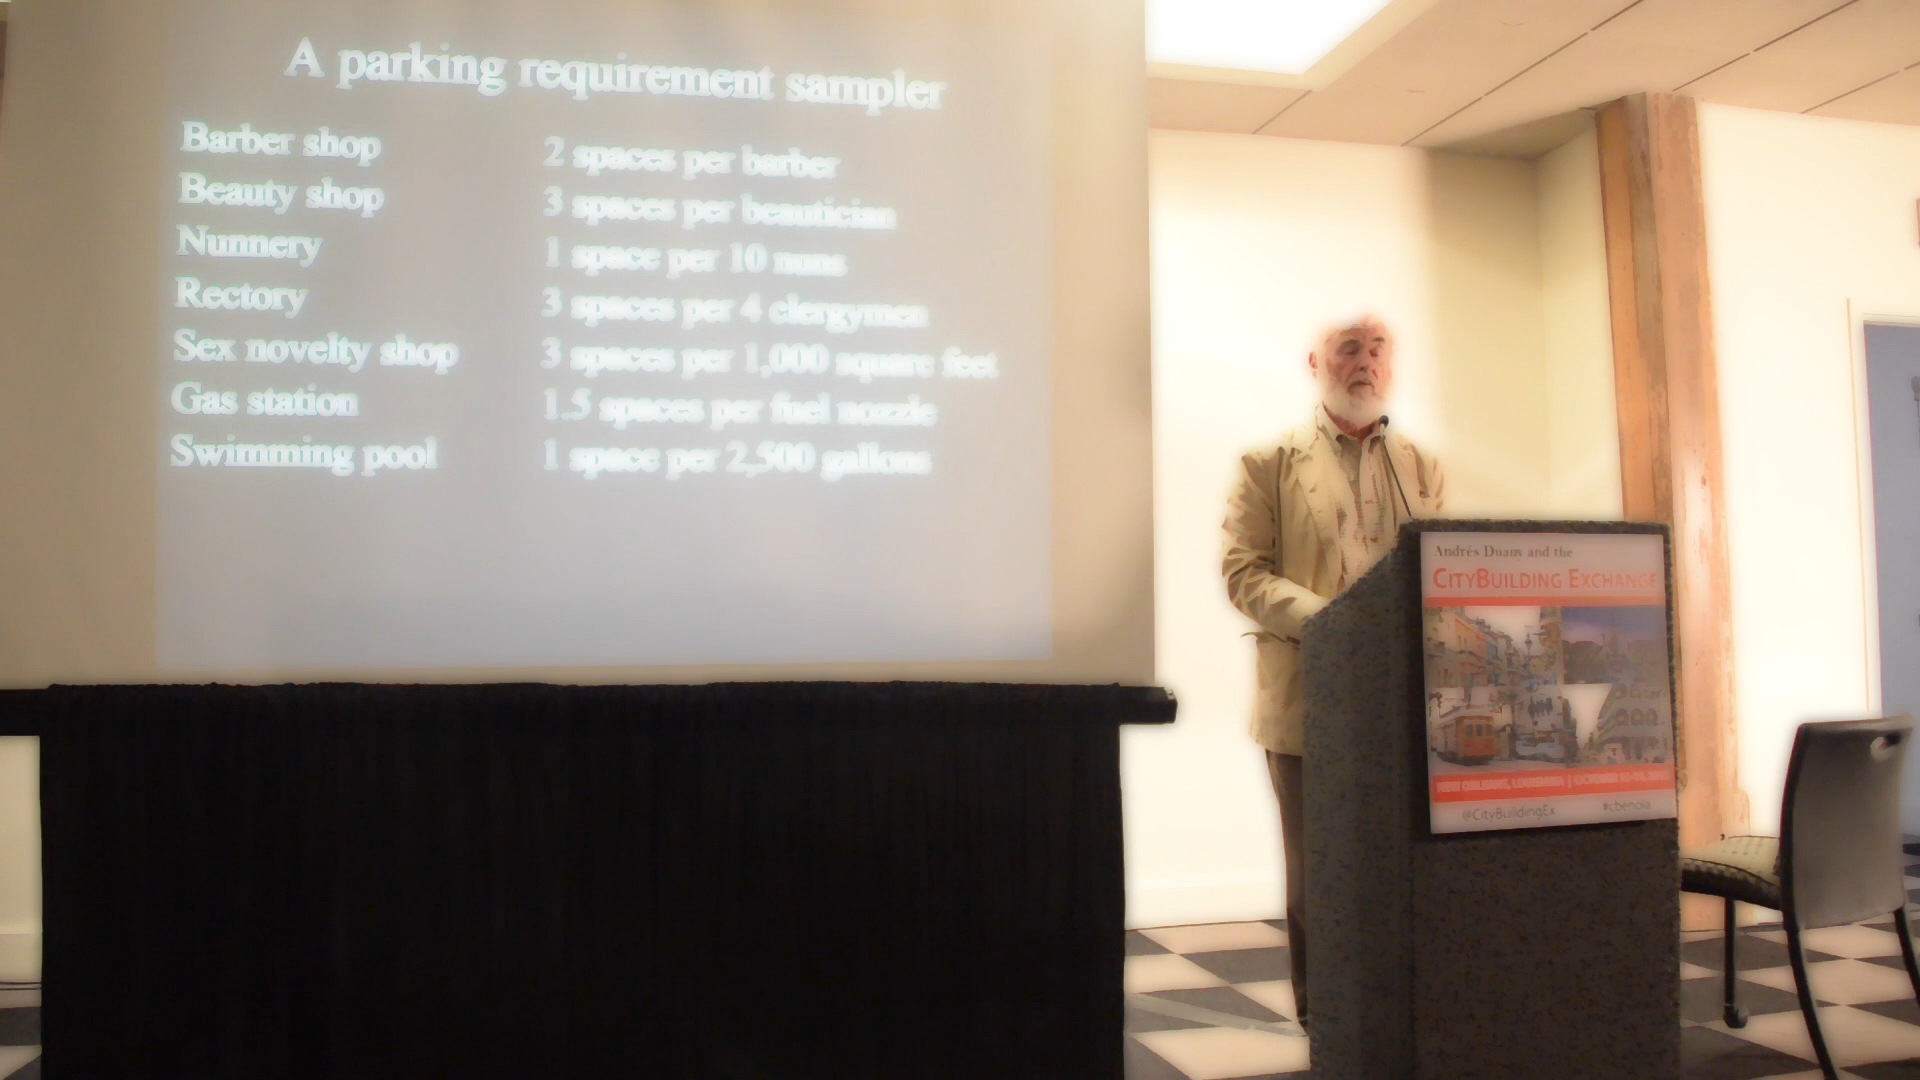 A parking requirement sampler
Barber shop 2 spaces per barber
Beauty shop 3 spaces per beautician
Nunnery 1 space per 10 nuns
Rectory 3 spaces per 4 clergymen
Sex novelty shop 3 spaces per 1,000 square feet
Gas station 1.5 spaces per fuel nozzle
Swimming pool 1 space per 2,500 gallons
Andrés Duany and the
CITYBUILDING EXCHANGE
NEW ORLEANS, LOUISIANA | OCTOBER
@CityBuildingEx #cbenola